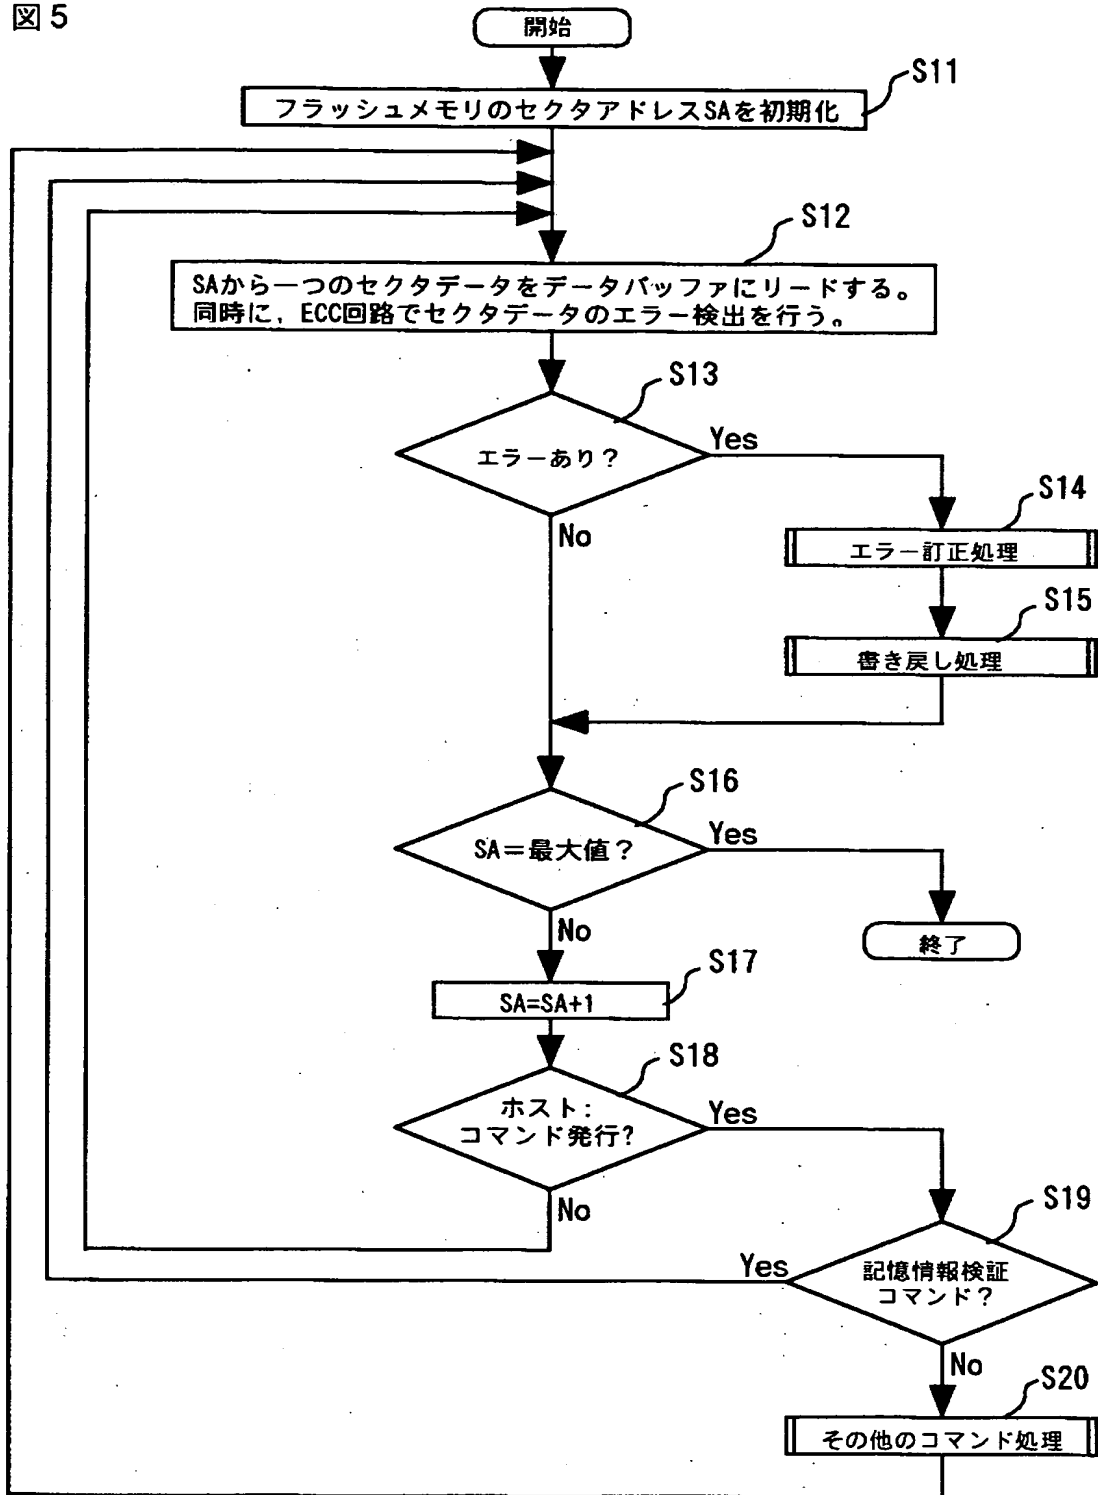 図5
開始
S11
フラッシュメモリのセクタアドレスSAを初期化
S12
SAから一つのセクタデータをデータバッファにリードする。
同時に，ECC回路でセクタデータのエラー検出を行う。
S13
エラーあり？
Yes
No
S14
エラー訂正処理
S15
書き戻し処理
S16
SA＝最大値？
Yes
No
終了
S17
SA=SA+1
S18
ホスト：
コマンド発行?
Yes
No
S19
記憶情報検証
コマンド？
Yes
No
S20
その他のコマンド処理